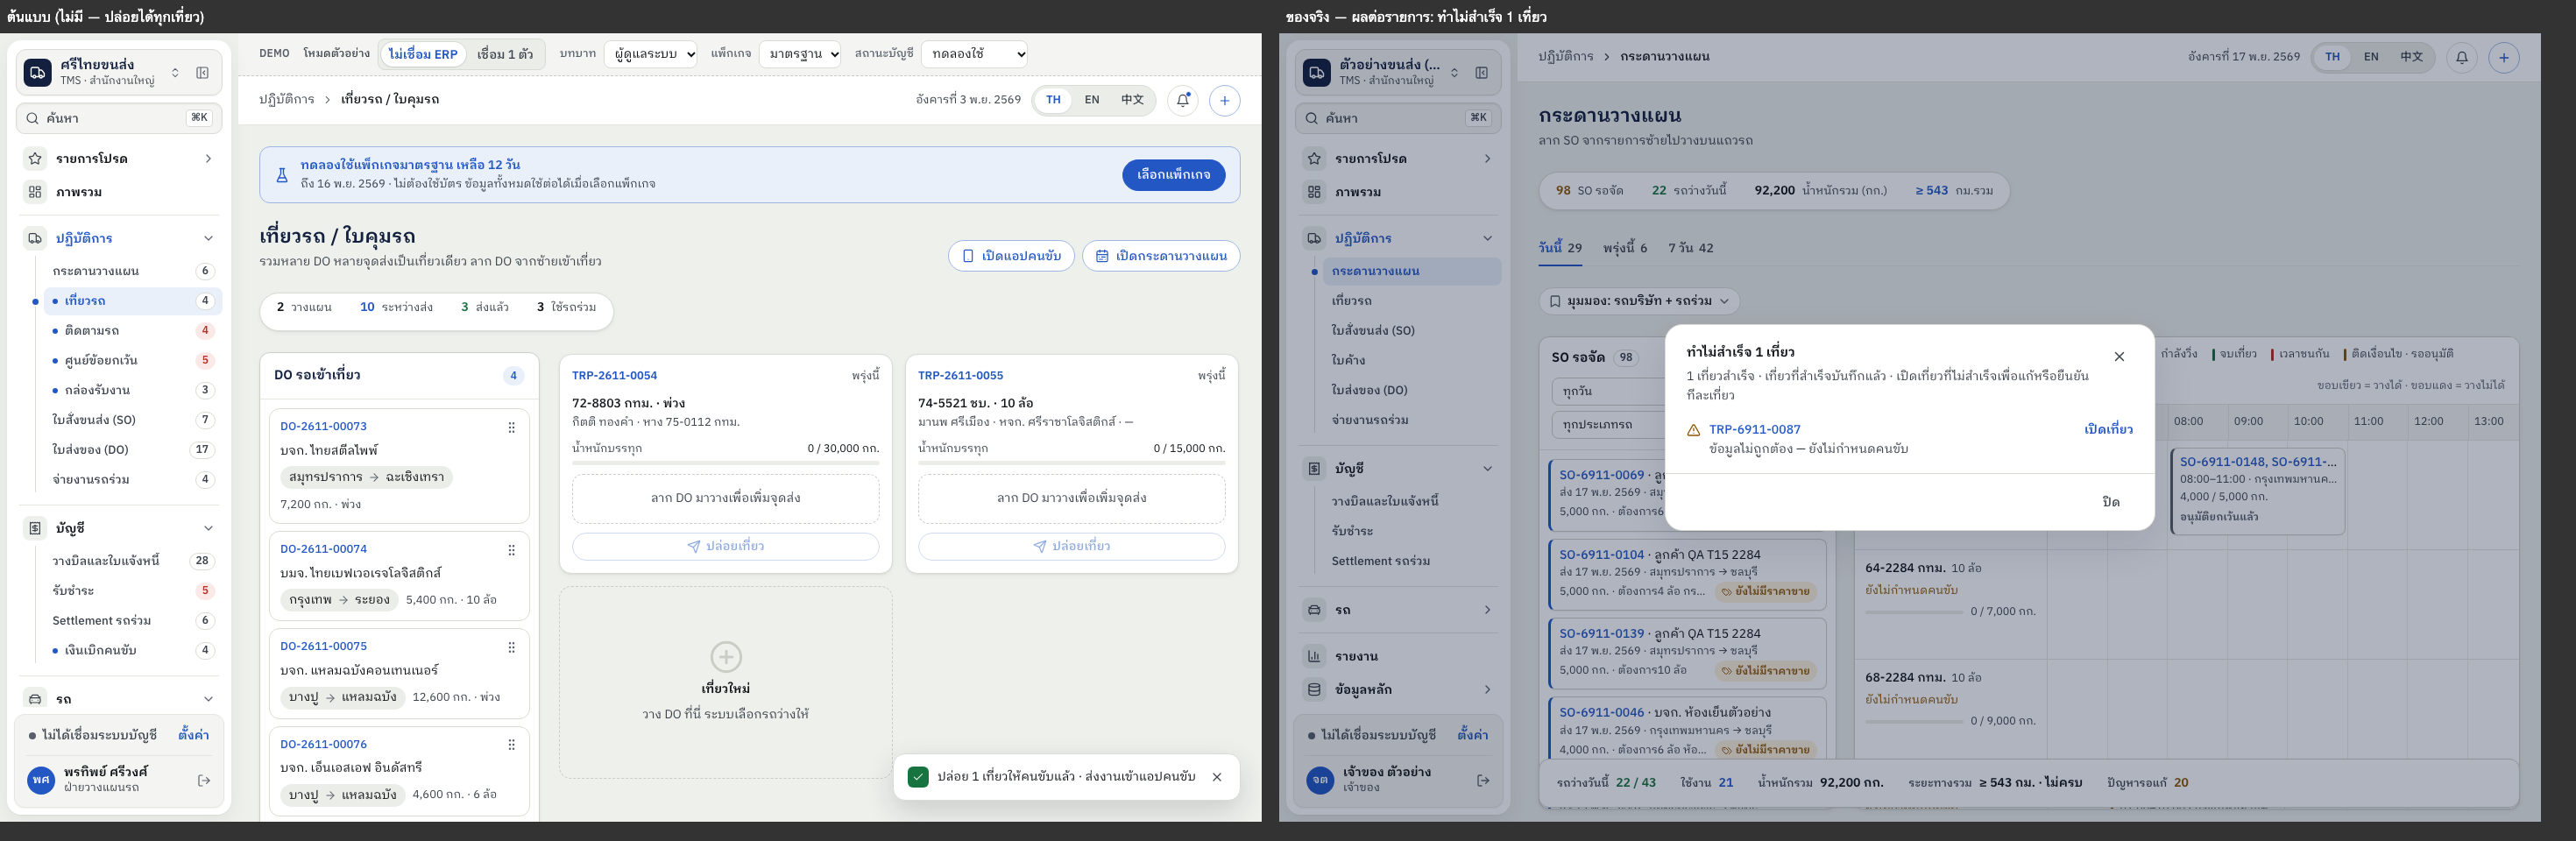 ต้นแบบ (ไม่มี — ปล่อยได้ทุกเที่ยว)
ศรีไทยขนส่ง
TMS · สำนักงานใหญ่
ค้นหา
⌘K
รายการโปรด
ภาพรวม
ปฏิบัติการ
กระดานวางแผน 6
เที่ยวรถ 4
ติดตามรถ 4
ศูนย์ข้อยกเว้น 5
กล่องรับงาน 3
ใบสั่งขนส่ง (SO) 7
ใบส่งของ (DO) 17
จ่ายงานรถร่วม 4
บัญชี
วางบิลและใบแจ้งหนี้ 28
รับชำระ 5
Settlement รถร่วม 6
เงินเบิกคนขับ 4
รถ
ไม่ได้เชื่อมระบบบัญชี ตั้งค่า
พศ
พรทิพย์ ศรีวงศ์
ฝ่ายวางแผนรถ
DEMO โหมดตัวอย่าง ไม่เชื่อม ERP เชื่อม 1 ตัว บทบาท ผู้ดูแลระบบ แพ็กเกจ มาตรฐาน สถานะบัญชี ทดลองใช้
ปฏิบัติการ > เที่ยวรถ / ใบคุมรถ
อังคารที่ 3 พ.ย. 2569 TH EN 中文
ทดลองใช้แพ็กเกจมาตรฐาน เหลือ 12 วัน
ถึง 16 พ.ย. 2569 · ไม่ต้องใช้บัตร ข้อมูลทั้งหมดใช้ต่อได้เมื่อเลือกแพ็กเกจ
เลือกแพ็กเกจ
เที่ยวรถ / ใบคุมรถ
รวมหลาย DO หลายจุดส่งเป็นเที่ยวเดียว ลาก DO จากซ้ายเข้าเที่ยว
เปิดแอปคนขับ
เปิดกระดานวางแผน
2 วางแผน 10 ระหว่างส่ง 3 ส่งแล้ว 3 ใช้รถร่วม
DO รอเข้าเที่ยว 4
DO-2611-00073
บจก. ไทยสตีลไพพ์
สมุทรปราการ → ฉะเชิงเทรา
7,200 กก. · พ่วง
DO-2611-00074
บมจ. ไทยเบฟเวอเรจโลจิสติกส์
กรุงเทพ → ระยอง 5,400 กก. · 10 ล้อ
DO-2611-00075
บจก. แหลมฉบังคอนเทนเนอร์
บางปู → แหลมฉบัง 12,600 กก. · พ่วง
DO-2611-00076
บจก. เอ็นเอสเอฟ อินดัสทรี
บางปู → แหลมฉบัง 4,600 กก. · 6 ล้อ
TRP-2611-0054 พรุ่งนี้
72-8803 กทม. · พ่วง
กิตติ ทองคำ · หาง 75-0112 กทม.
น้ำหนักบรรทุก 0 / 30,000 กก.
ลาก DO มาวางเพื่อเพิ่มจุดส่ง
ปล่อยเที่ยว
TRP-2611-0055 พรุ่งนี้
74-5521 ชบ. · 10 ล้อ
มานพ ศรีเมือง · หจก. ศรีราชาโลจิสติกส์ · —
น้ำหนักบรรทุก 0 / 15,000 กก.
ลาก DO มาวางเพื่อเพิ่มจุดส่ง
ปล่อยเที่ยว
เที่ยวใหม่
วาง DO ที่นี่ ระบบเลือกรถว่างให้
ปล่อย 1 เที่ยวให้คนขับแล้ว · ส่งงานเข้าแอปคนขับ
ของจริง — ผลต่อรายการ: ทำไม่สำเร็จ 1 เที่ยว
ตัวอย่างขนส่ง (...
TMS · สำนักงานใหญ่
ค้นหา
⌘K
รายการโปรด
ภาพรวม
ปฏิบัติการ
กระดานวางแผน
เที่ยวรถ
ใบสั่งขนส่ง (SO)
ใบค้าง
ใบส่งของ (DO)
จ่ายงานรถร่วม
บัญชี
วางบิลและใบแจ้งหนี้
รับชำระ
Settlement รถร่วม
รถ
รายงาน
ข้อมูลหลัก
ไม่ได้เชื่อมระบบบัญชี ตั้งค่า
จต
เจ้าของ ตัวอย่าง
เจ้าของ
ปฏิบัติการ > กระดานวางแผน
อังคารที่ 17 พ.ย. 2569 TH EN 中文
กระดานวางแผน
ลาก SO จากรายการซ้ายไปวางบนแถวรถ
98 SO รอจัด 22 รถว่างวันนี้ 92,200 น้ำหนักรวม (กก.) ≥ 543 กม.รวม
วันนี้ 29 พรุ่งนี้ 6 7 วัน 42
มุมมอง: รถบริษัท + รถร่วม
SO รอจัด 98
ทุกวัน
ทุกประเภทรถ
SO-6911-0069 · ลู
ส่ง 17 พ.ย. 2569 · สมุ
5,000 กก. · ต้องการ6
SO-6911-0104 · ลูกค้า QA T15 2284
ส่ง 17 พ.ย. 2569 · สมุทรปราการ → ชลบุรี
5,000 กก. · ต้องการ4 ล้อ กร... ยังไม่มีราคาขาย
SO-6911-0139 · ลูกค้า QA T15 2284
ส่ง 17 พ.ย. 2569 · สมุทรปราการ → ชลบุรี
5,000 กก. · ต้องการ10 ล้อ ยังไม่มีราคาขาย
SO-6911-0046 · บจก. ห้องเย็นตัวอย่าง
ส่ง 17 พ.ย. 2569 · กรุงเทพมหานคร → ชลบุรี
4,000 กก. · ต้องการ6 ล้อ ห้อ... ยังไม่มีราคาขาย
กำลังวิ่ง จบเที่ยว เวลาชนกัน ติดเงื่อนไข · รออนุมัติ
ขอบเขียว = วางได้ · ขอบแดง = วางไม่ได้
08:00 09:00 10:00 11:00 12:00 13:00
SO-6911-0148, SO-6911-...
08:00–11:00 · กรุงเทพมหานค...
4,000 / 5,000 กก.
อนุมัติยกเว้นแล้ว
64-2284 กทม. 10 ล้อ
ยังไม่กำหนดคนขับ
0 / 7,000 กก.
68-2284 กทม. 10 ล้อ
ยังไม่กำหนดคนขับ
0 / 9,000 กก.
ทำไม่สำเร็จ 1 เที่ยว
1 เที่ยวสำเร็จ · เที่ยวที่สำเร็จบันทึกแล้ว · เปิดเที่ยวที่ไม่สำเร็จเพื่อแก้หรือยืนยัน
ทีละเที่ยว
TRP-6911-0087 เปิดเที่ยว
ข้อมูลไม่ถูกต้อง — ยังไม่กำหนดคนขับ
ปิด
รถว่างวันนี้ 22 / 43 ใช้งาน 21 น้ำหนักรวม 92,200 กก. ระยะทางรวม ≥ 543 กม. · ไม่ครบ ปัญหารอแก้ 20